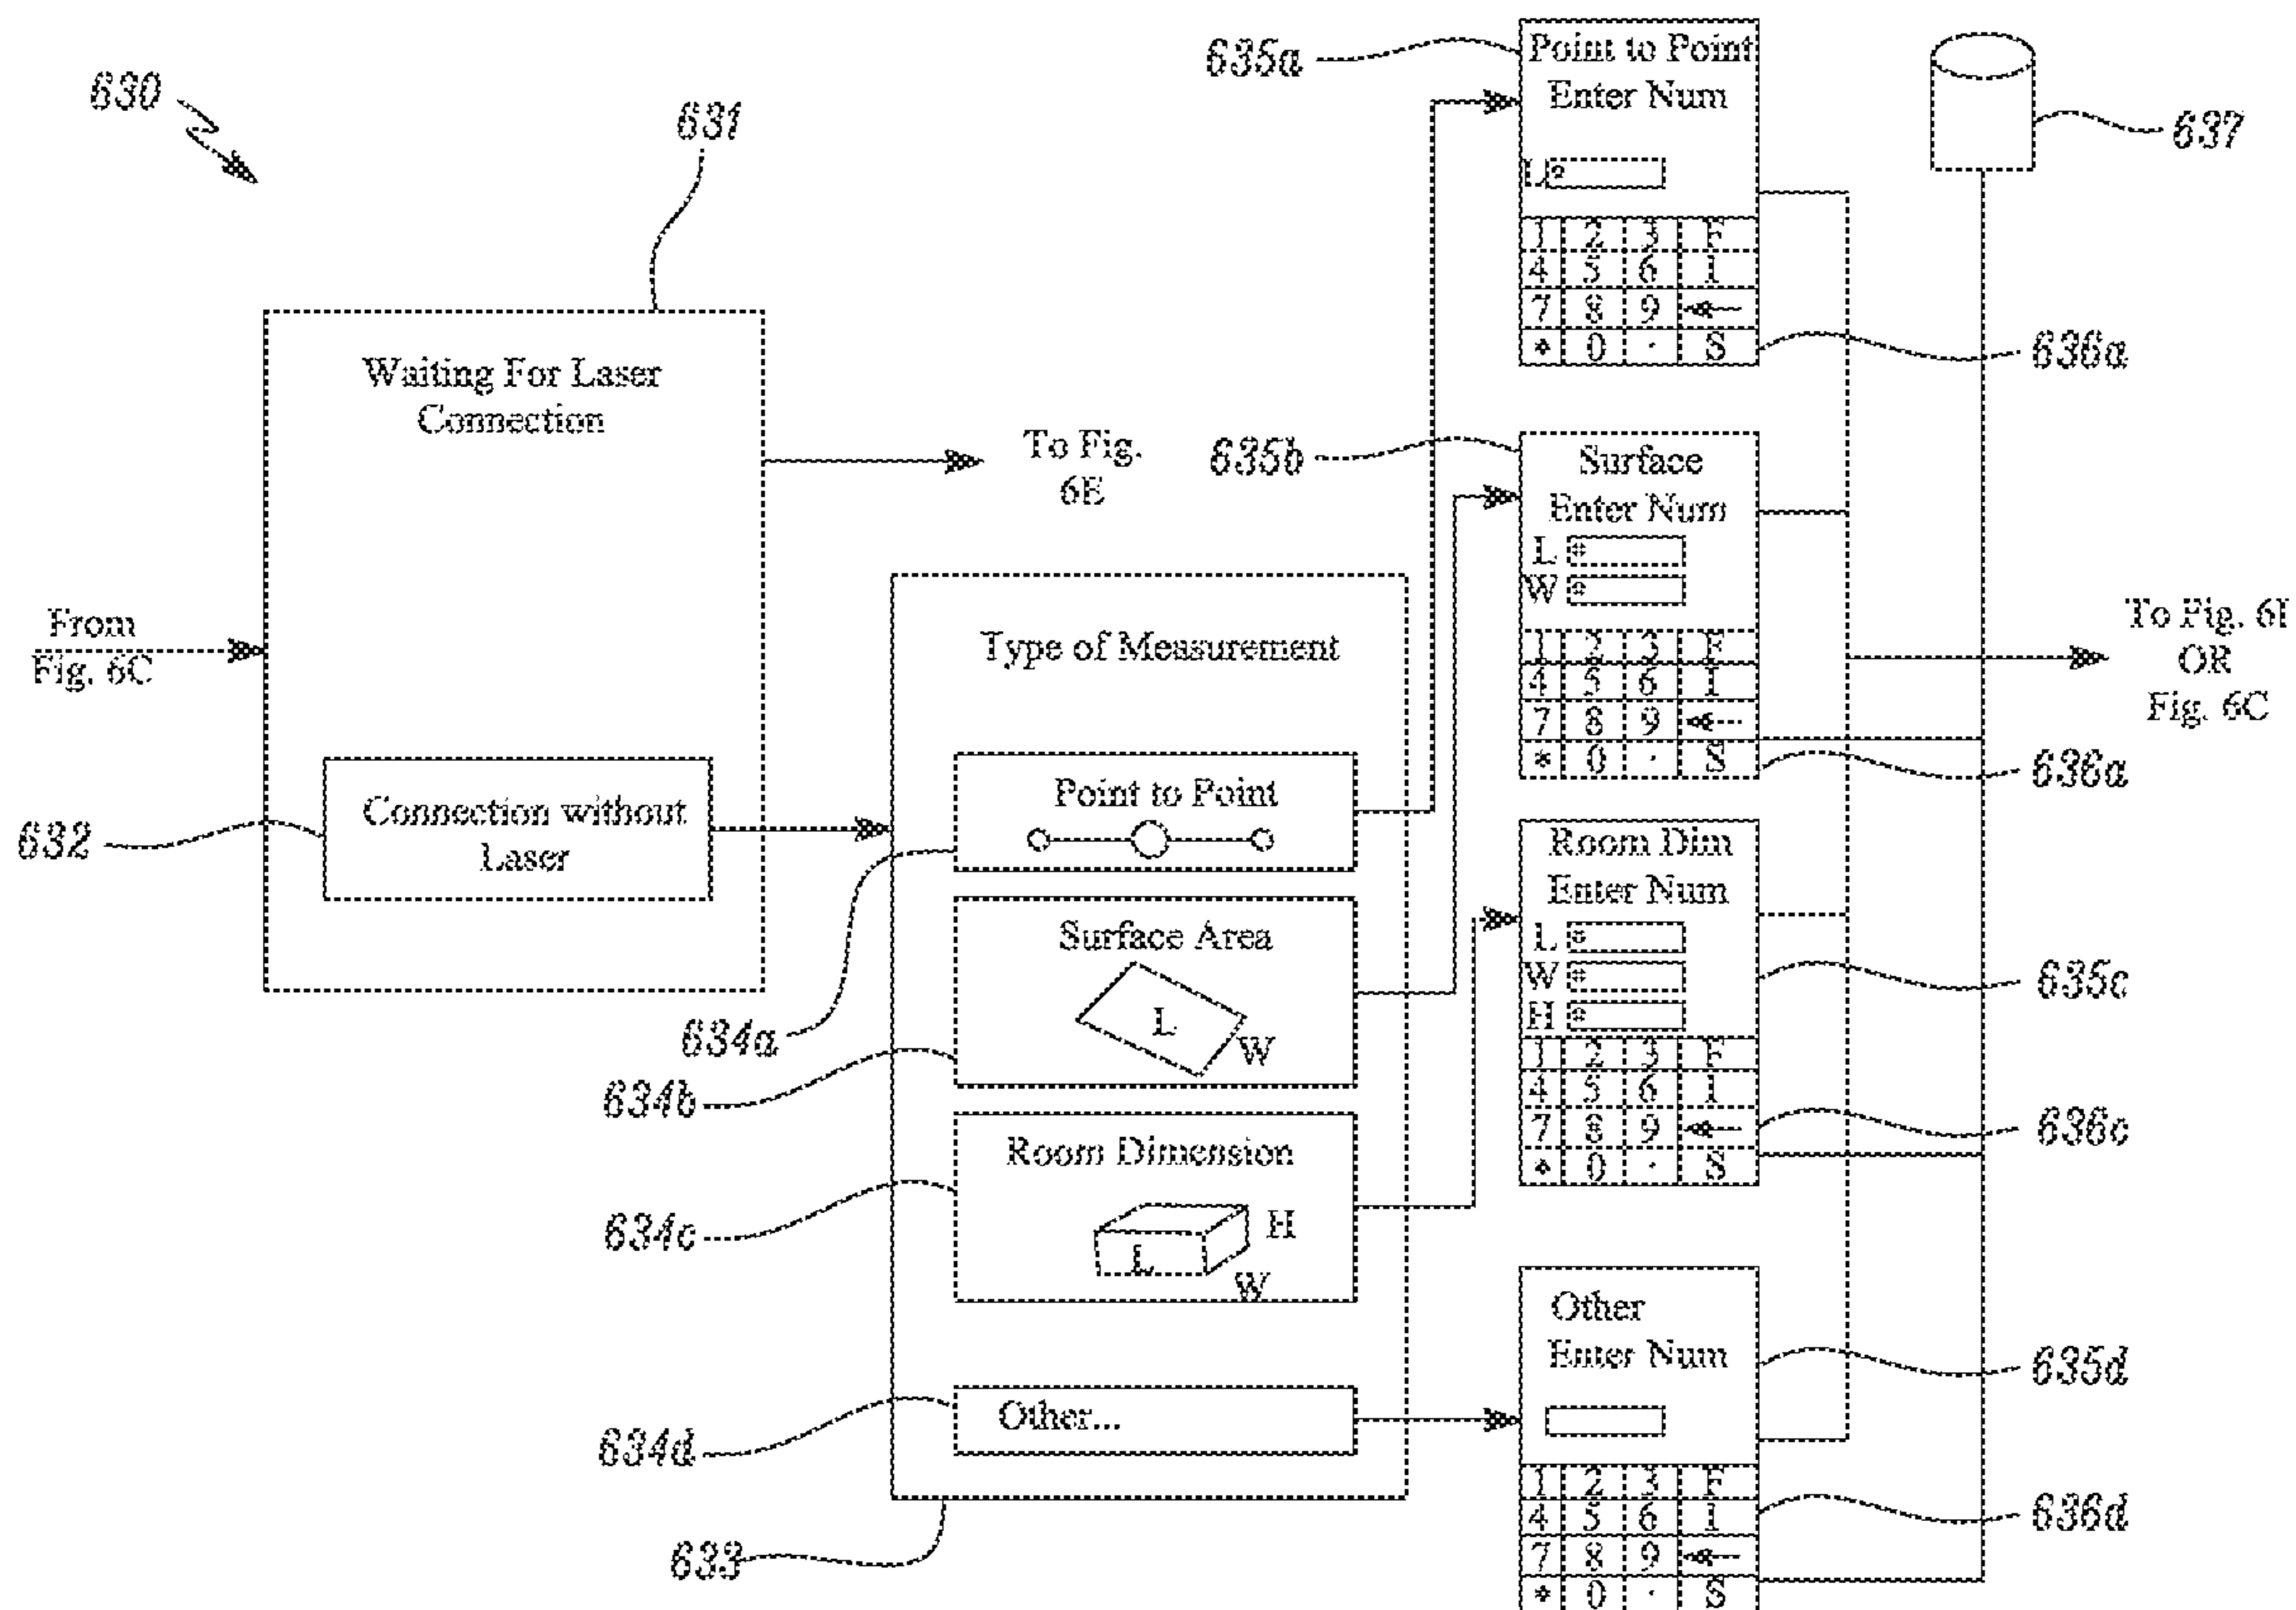 630
631
Waiting For Laser
Connection
From
Fig. 6C
To Fig.
6E
632
Connection without
Laser
Type of Measurement
Point to Point
634a
Surface Area
L
W
634b
Room Dimension
H
L
W
634c
Other...
634d
633
635a
Point to Point
Enter Num
L #
1 2 3 F
4 5 6 I
7 8 9
* 0 . S
636a
635b
Surface
Enter Num
L #
W #
1 2 3 F
4 5 6 I
7 8 9
* 0 . S
636a
Room Dim
Enter Num
L #
W #
H #
635c
1 2 3 F
4 5 6 I
7 8 9
* 0 . S
636c
Other
Enter Num
635d
1 2 3 F
4 5 6 I
7 8 9
* 0 . S
636d
637
To Fig. 6I
OR
Fig. 6C